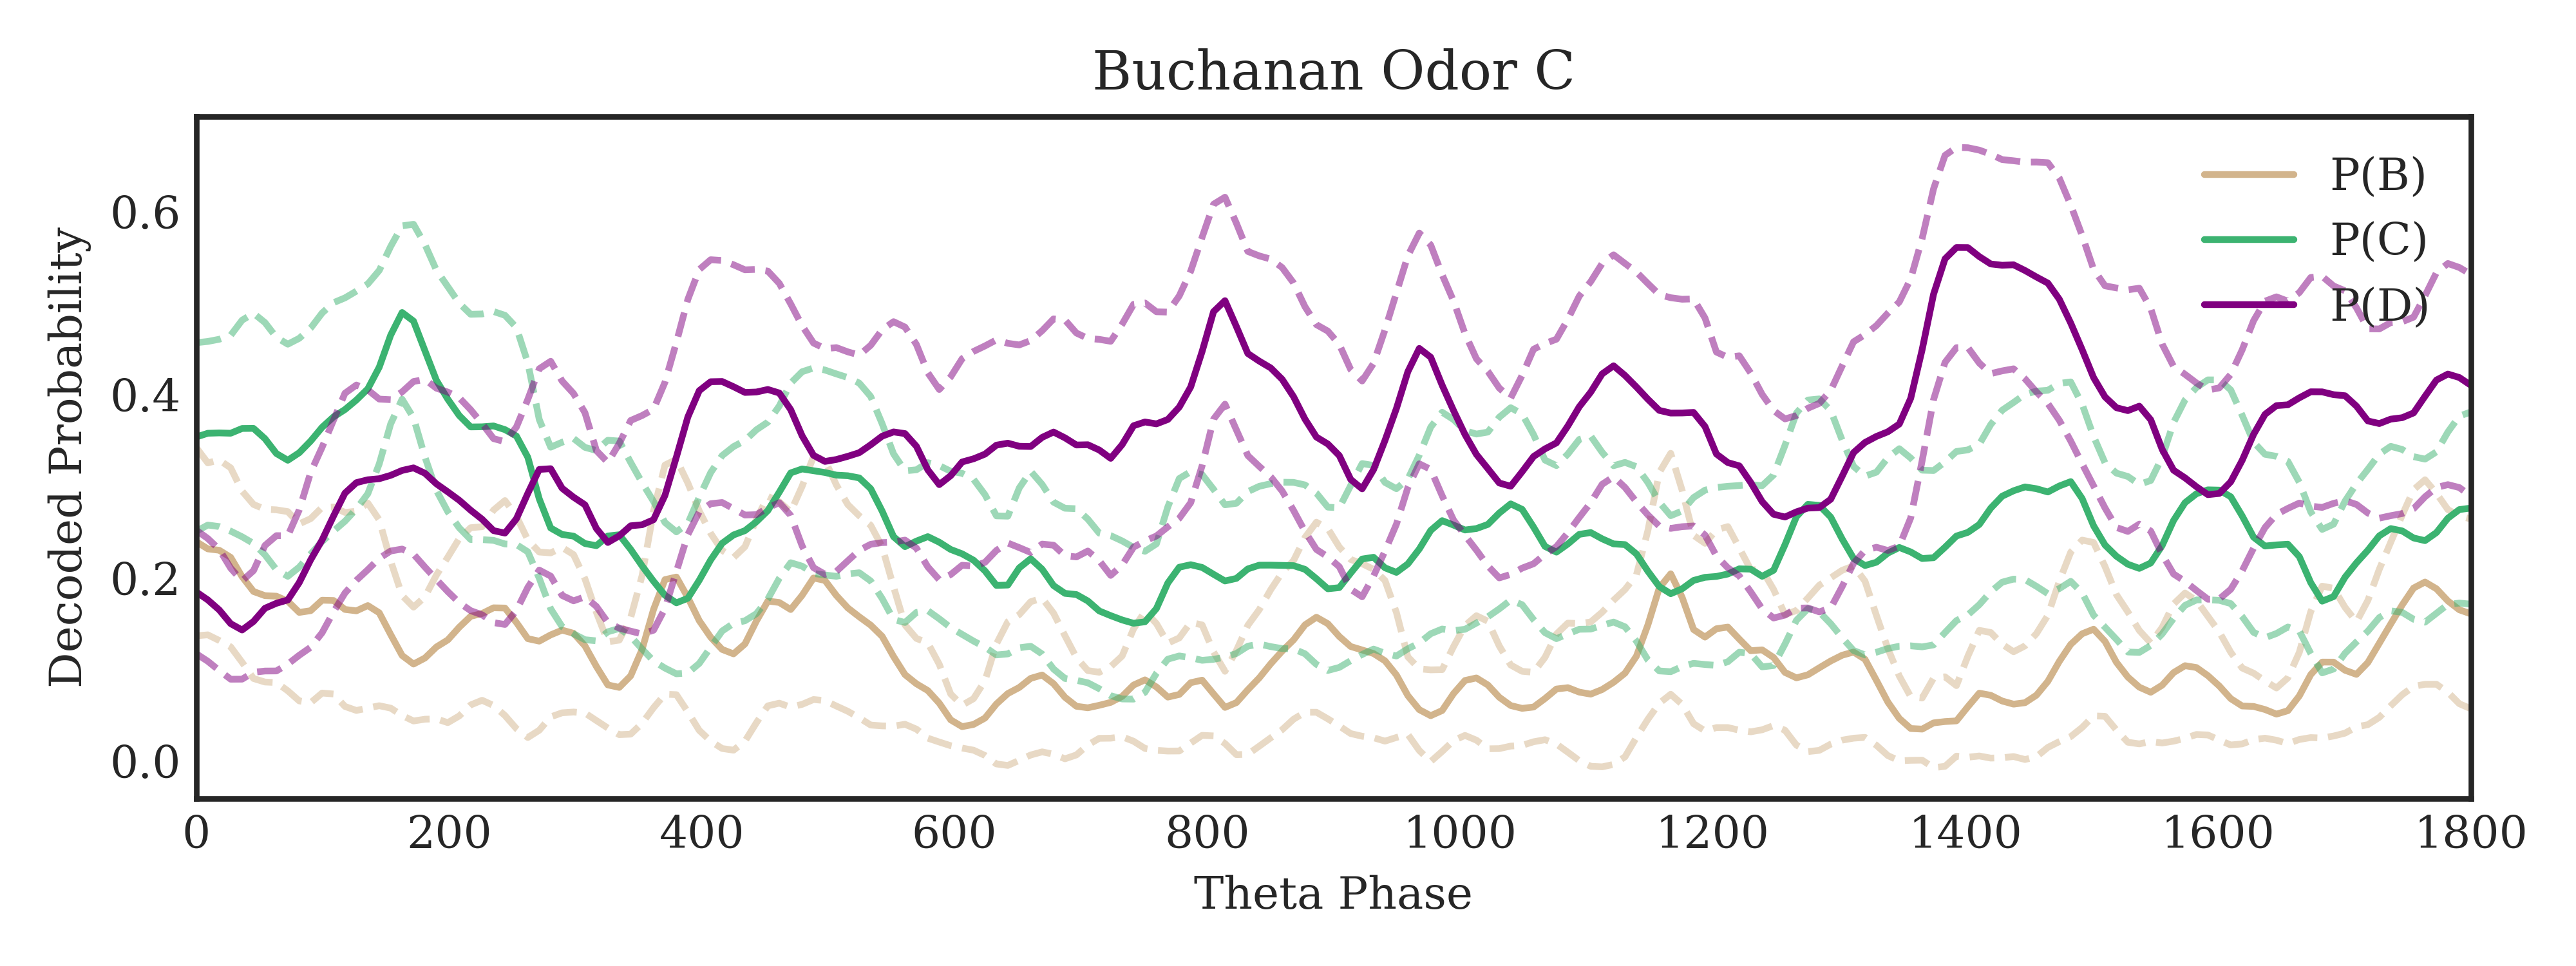 Buchanan Odor C
Decoded Probability
0.6
0.4
0.2
0.0
P(B)
P(C)
P(D)
0 200 400 600 800 1000 1200 1400 1600 1800
Theta Phase